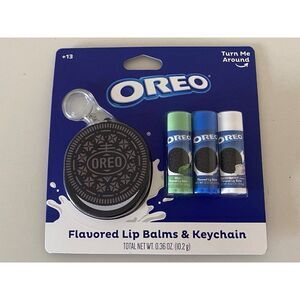 +13
Turn Me
Around
OREO
OREO
OREO
OREO
OREO
Flavored Lip Balms & Keychain
TOTAL NET WT. 0.36 OZ. (10.2 g)